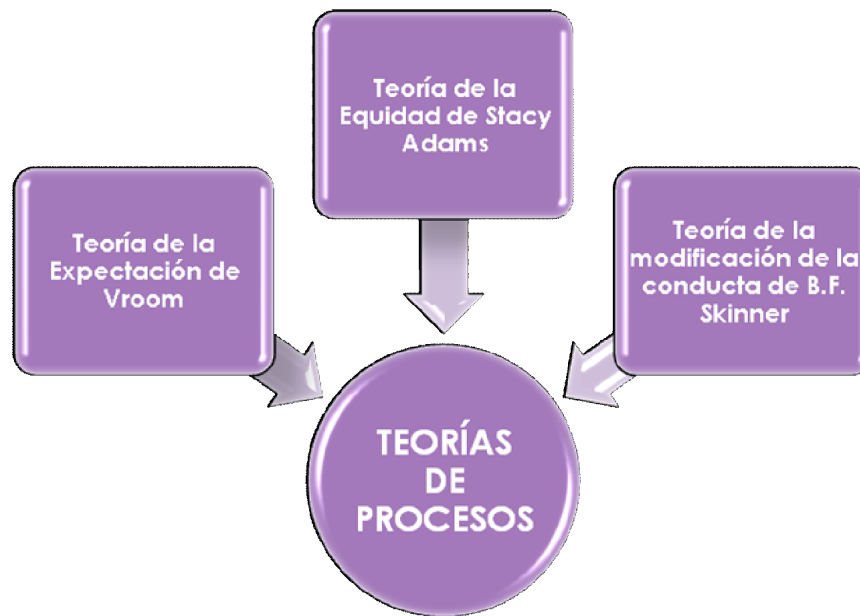 Teoría de la
Equidad de Stacy
Adams
Teoría de la
Expectación de
Vroom
Teoría de la
modificación de la
conducta de B.F.
Skinner
TEORÍAS
DE
PROCESOS